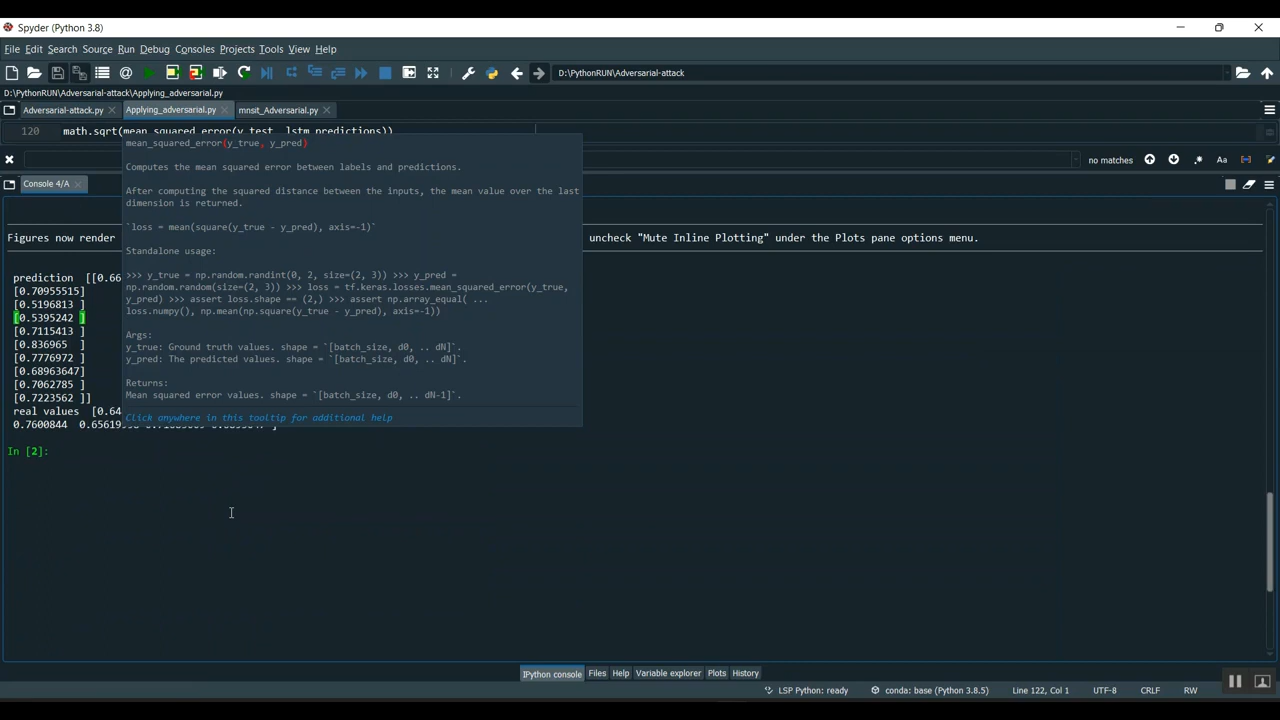 Spyder (Python 3.8)
File Edit Search Source Run Debug Consoles Projects Tools View Help
D:\PythonRUN\Adversarial-attack
D:\PythonRUN\Adversarial-attack\Applying_adversarial.py
Adversarial-attack.py Applying_adversarial.py mnsit_Adversarial.py
120 math.sqrt(mean_squared_error(y_test, lstm_predictions))
mean_squared_error(y_true, y_pred)
no matches
Aa
Computes the mean squared error between labels and predictions.
Console 4/A
After computing the squared distance between the inputs, the mean value over the last
dimension is returned.
`loss = mean(square(y_true - y_pred), axis=-1)`
Figures now render uncheck "Mute Inline Plotting" under the Plots pane options menu.
Standalone usage:
>>> y_true = np.random.randint(0, 2, size=(2, 3)) >>> y_pred =
np.random.random(size=(2, 3)) >>> loss = tf.keras.losses.mean_squared_error(y_true,
y_pred) >>> assert loss.shape == (2,) >>> assert np.array_equal( ...
loss.numpy(), np.mean(np.square(y_true - y_pred), axis=-1))
Args:
y_true: Ground truth values. shape = `[batch_size, d0, .. dN]`.
y_pred: The predicted values. shape = `[batch_size, d0, .. dN]`.
Returns:
Mean squared error values. shape = `[batch_size, d0, .. dN-1]`.
Click anywhere in this tooltip for additional help
prediction [[0.66
[0.70955515]
[0.5196813 ]
[0.5395242 ]
[0.7115413 ]
[0.836965 ]
[0.7776972 ]
[0.68963647]
[0.7062785 ]
[0.7223562 ]]
real values [0.64
0.7600844
In [2]:
IPython console Files Help Variable explorer Plots History
LSP Python: ready conda: base (Python 3.8.5) Line 122, Col 1 UTF-8 CRLF RW